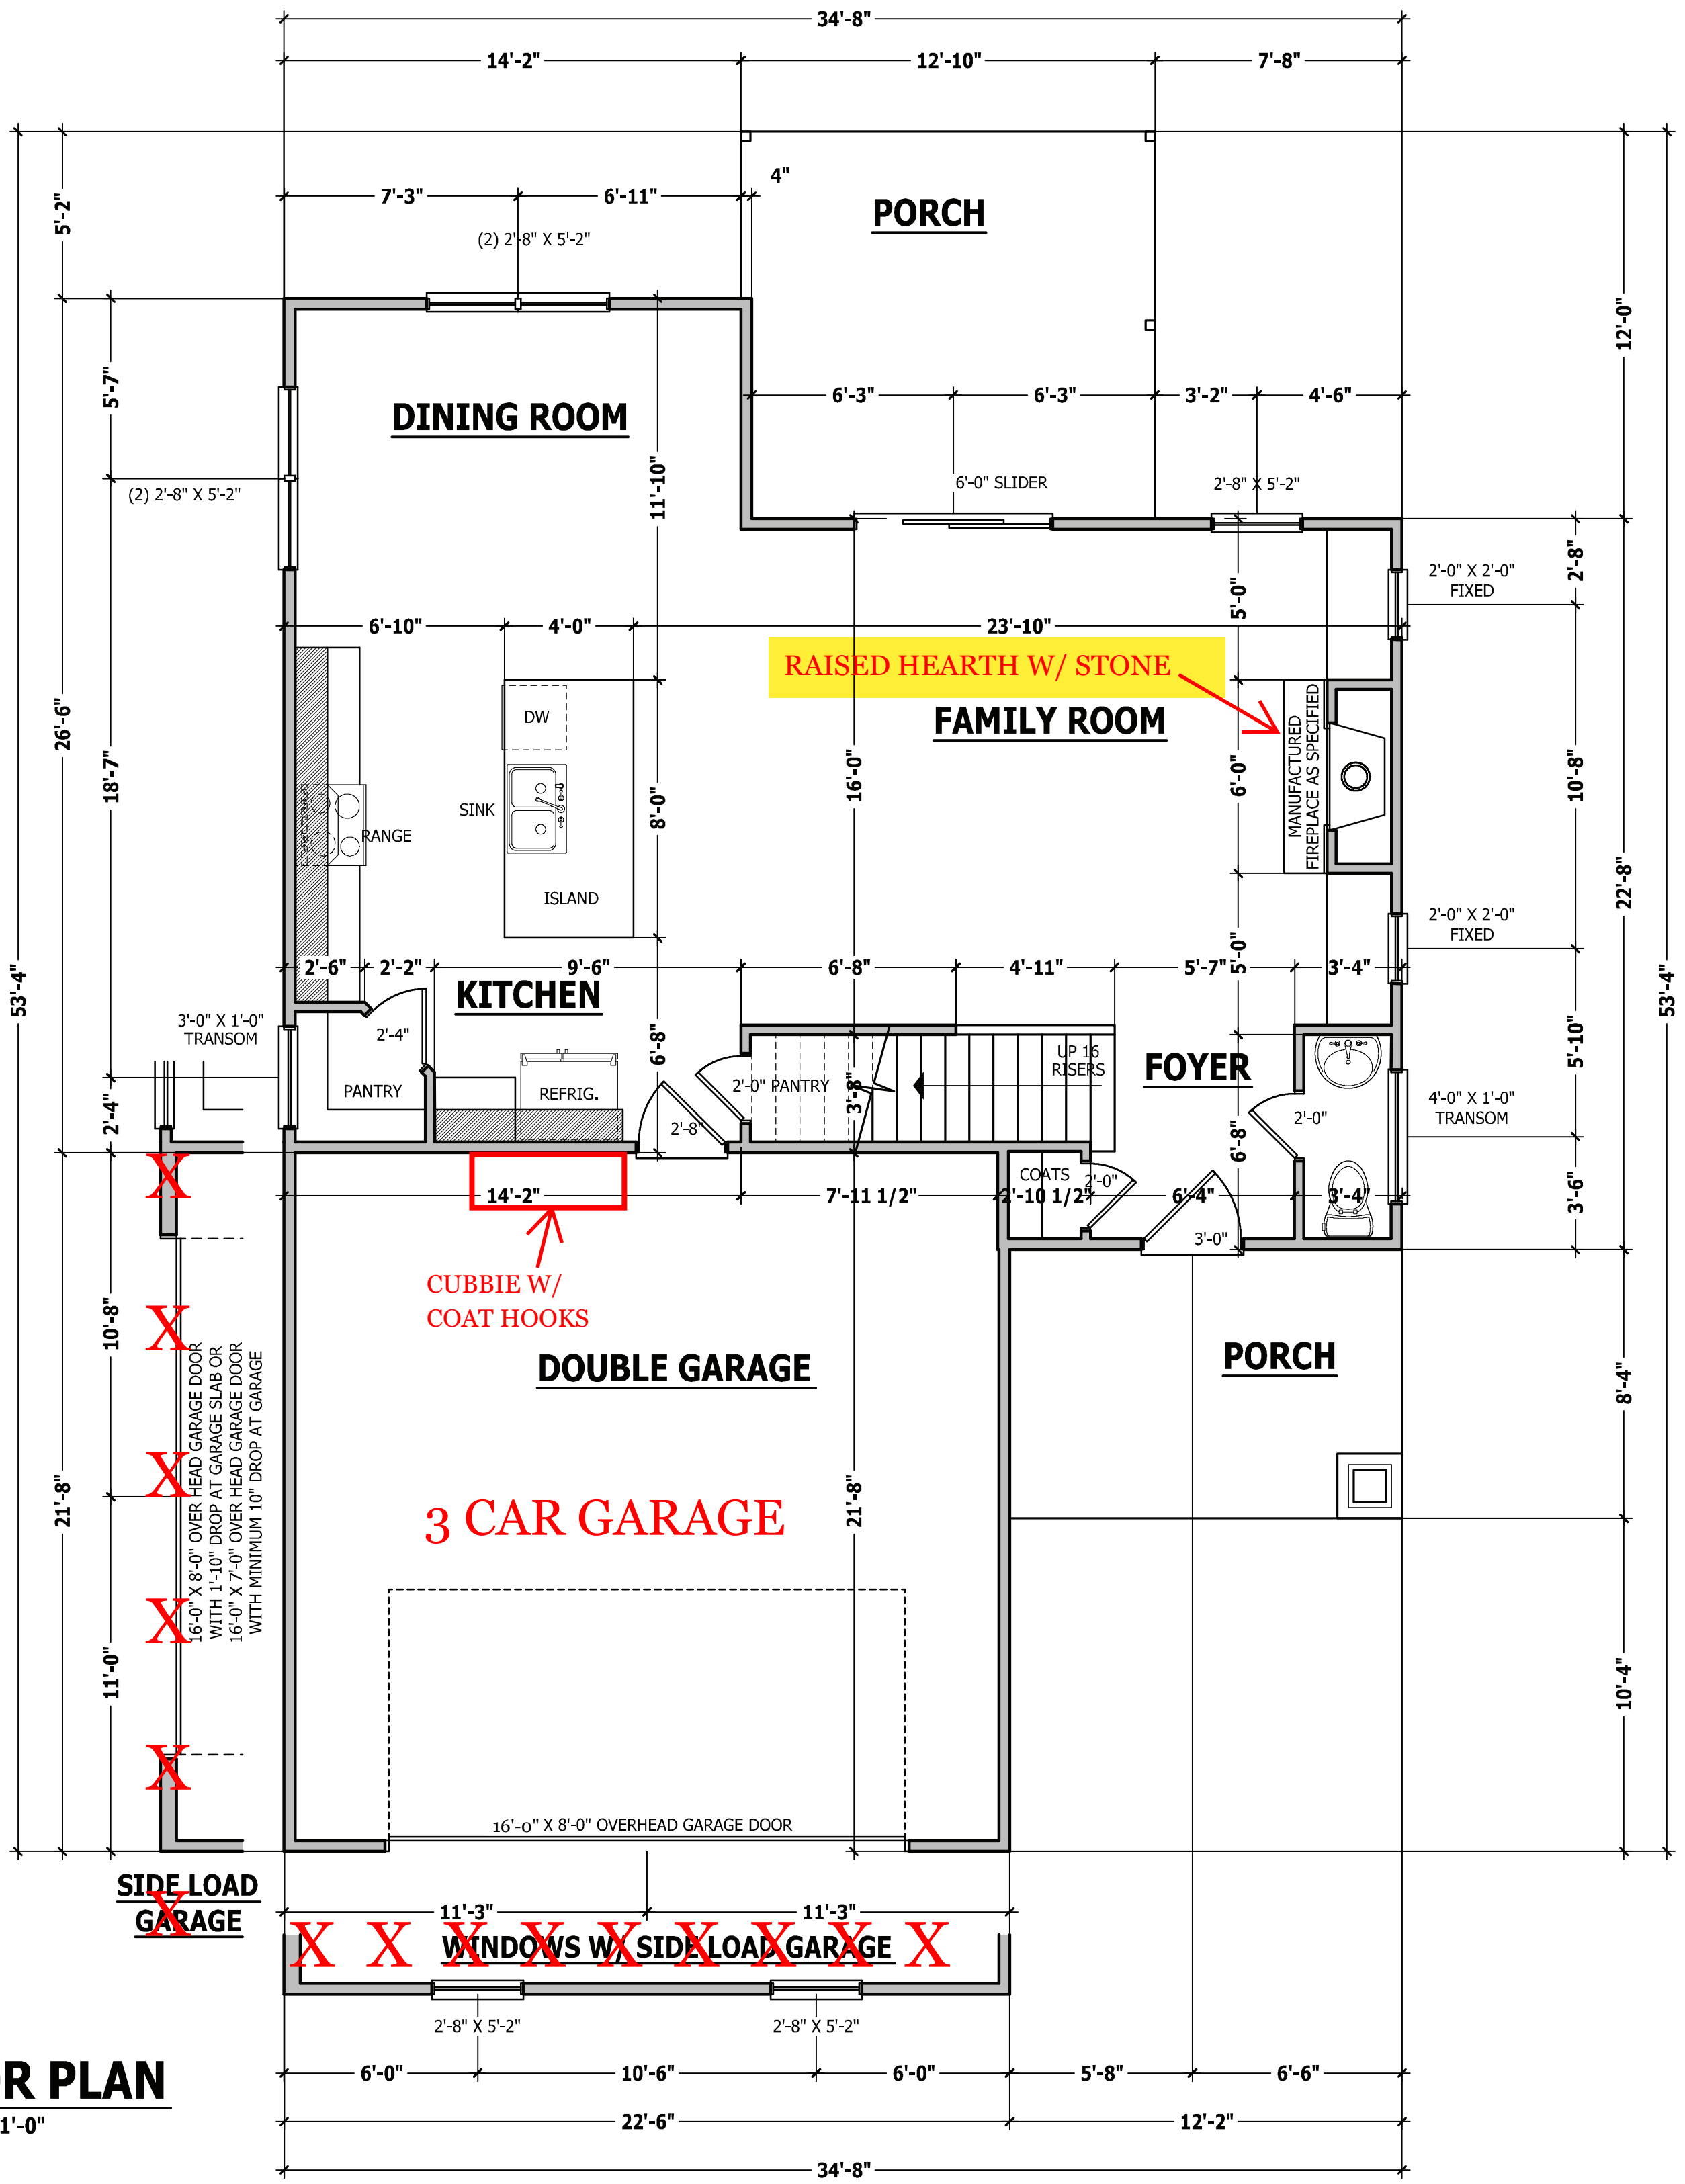 34'-8"
14'-2"
12'-10"
7'-8"
4"
7'-3"
6'-11"
5'-2"
PORCH
(2) 2'-8" X 5'-2"
12'-0"
5'-7"
6'-3"
6'-3"
3'-2"
4'-6"
DINING ROOM
11'-10"
6'-0" SLIDER
2'-8" X 5'-2"
(2) 2'-8" X 5'-2"
2'-8"
2'-0" X 2'-0"
FIXED
5'-0"
6'-10"
4'-0"
23'-10"
RAISED HEARTH W/ STONE
26'-6"
DW
FAMILY ROOM
MANUFACTURED
FIREPLACE AS SPECIFIED
18'-7"
16'-0"
6'-0"
10'-8"
SINK
8'-0"
RANGE
22'-8"
ISLAND
2'-0" X 2'-0"
FIXED
5'-0"
2'-6"
2'-2"
9'-6"
6'-8"
4'-11"
5'-7"
3'-4"
53'-4"
53'-4"
KITCHEN
3'-0" X 1'-0"
TRANSOM
2'-4"
6'-8"
UP 16
RISERS
FOYER
5'-10"
PANTRY
REFRIG.
2'-0" PANTRY
3'-8"
2'-4"
2'-8"
2'-0"
4'-0" X 1'-0"
TRANSOM
6'-8"
X
COATS
2'-0"
14'-2"
7'-11 1/2"
2'-10 1/2"
6'-4"
3'-4"
3'-6"
3'-0"
CUBBIE W/
COAT HOOKS
10'-8"
X
DOUBLE GARAGE
PORCH
8'-4"
16'-0" X 8'-0" OVER HEAD GARAGE DOOR
WITH 1'-10" DROP AT GARAGE SLAB OR
16'-0" X 7'-0" OVER HEAD GARAGE DOOR
WITH MINIMUM 10" DROP AT GARAGE
X
21'-8"
21'-8"
3 CAR GARAGE
X
11'-0"
10'-4"
X
16'-0" X 8'-0" OVERHEAD GARAGE DOOR
SIDE LOAD
GARAGE
X
11'-3"
11'-3"
X X X X X X X X X
WINDOWS W/ SIDE LOAD GARAGE
2'-8" X 5'-2"
2'-8" X 5'-2"
6'-0"
10'-6"
6'-0"
5'-8"
6'-6"
R PLAN
1'-0"
22'-6"
12'-2"
34'-8"